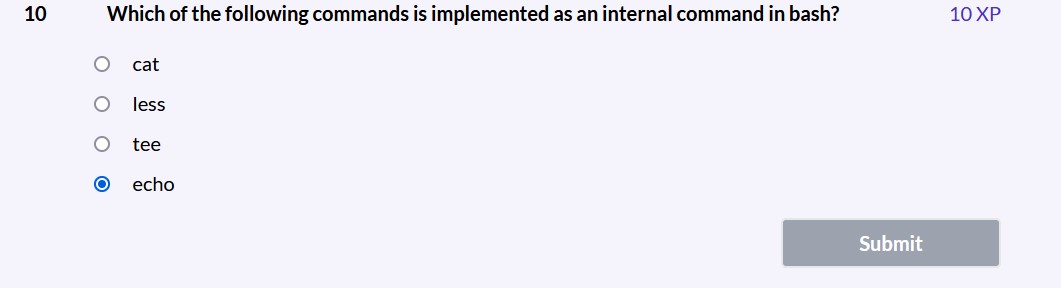 10 Which of the following commands is implemented as an internal command in bash? 10 XP
cat
less
tee
echo
Submit